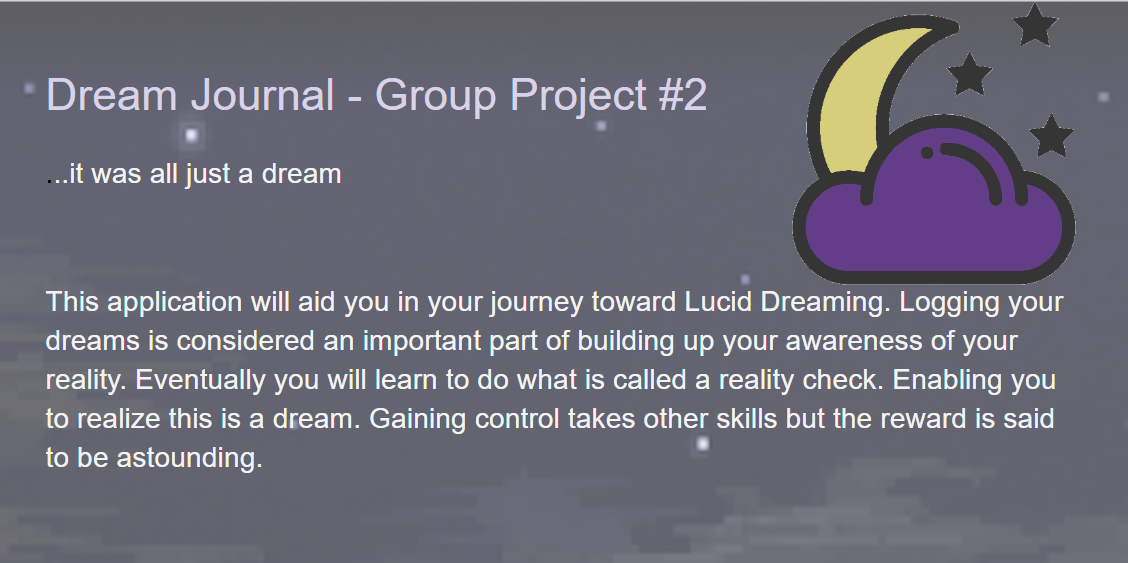 Dream Journal - Group Project #2
...it was all just a dream
This application will aid you in your journey toward Lucid Dreaming. Logging your
dreams is considered an important part of building up your awareness of your
reality. Eventually you will learn to do what is called a reality check. Enabling you
to realize this is a dream. Gaining control takes other skills but the reward is said
to be astounding.